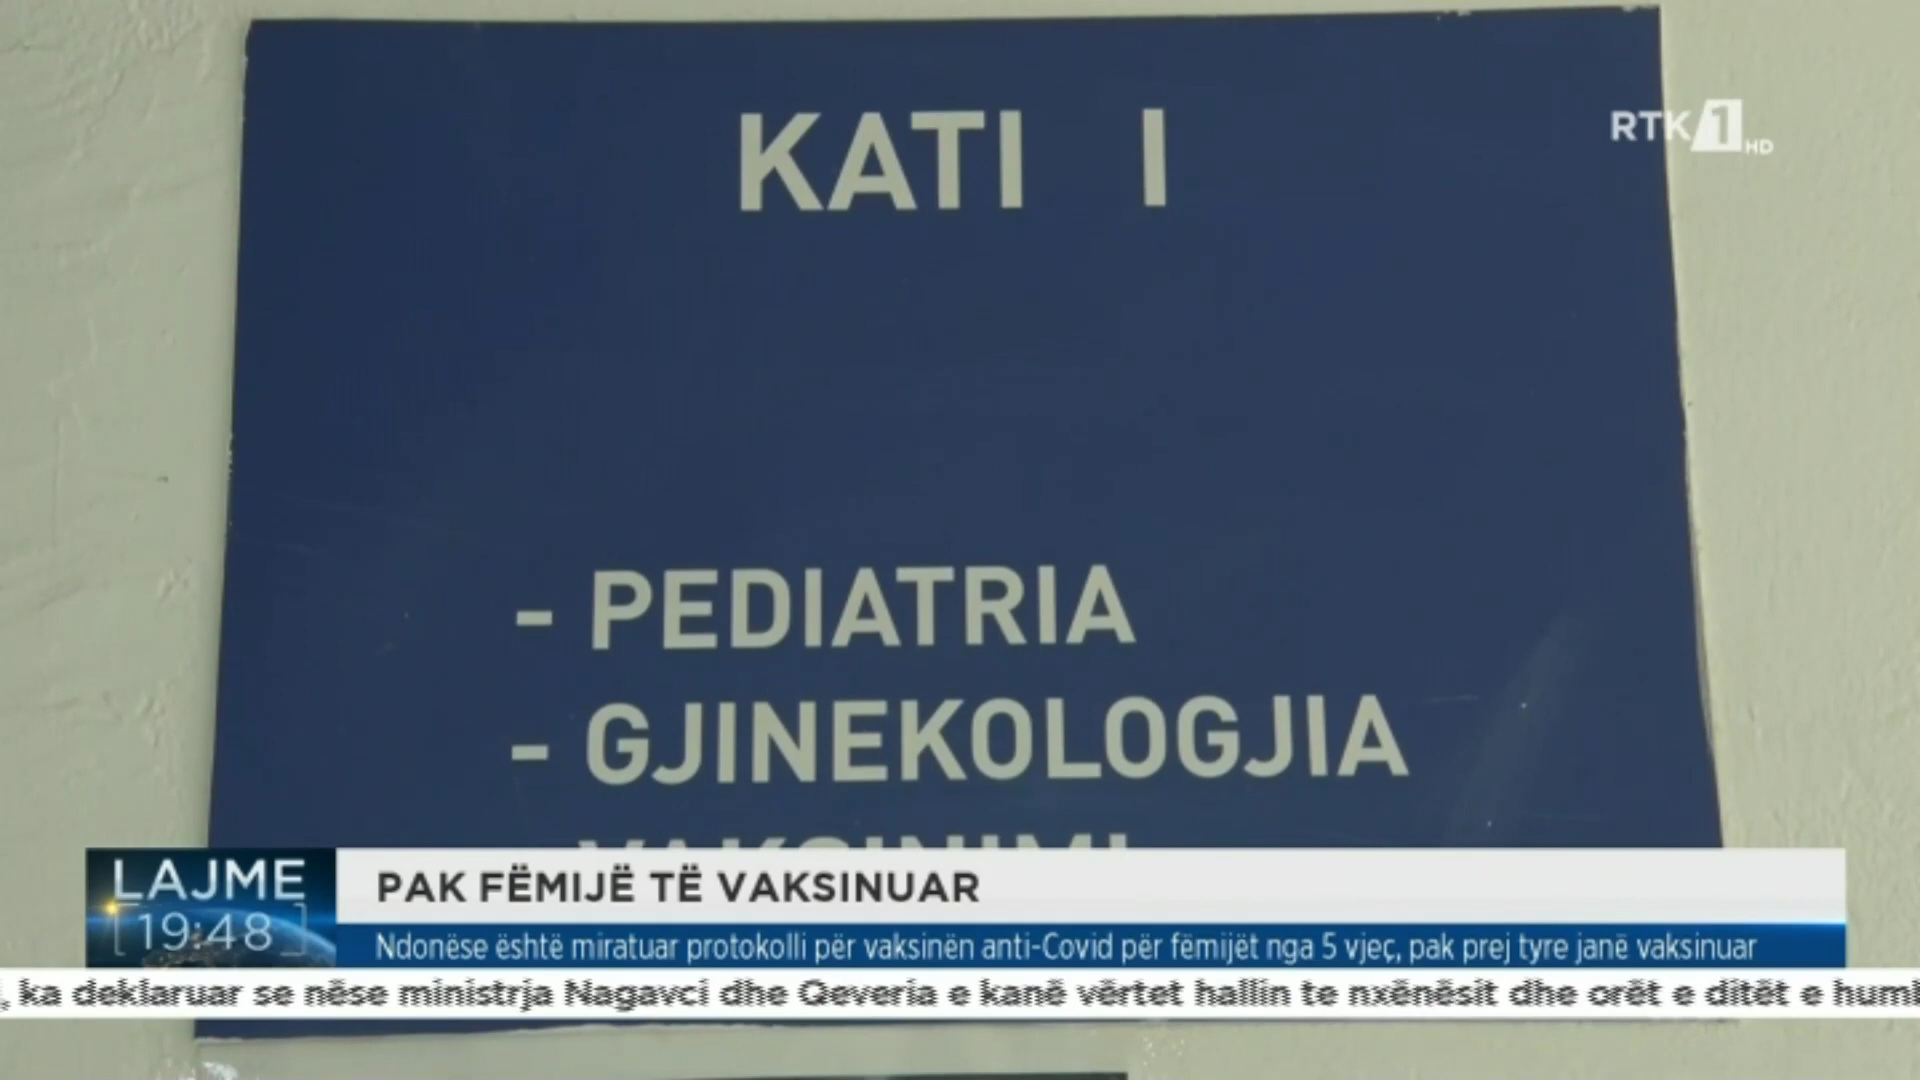 KATI I
RTK 1 HD
- PEDIATRIA
- GJINEKOLOGJIA
VAKSINIMI
LAJME
19:48
PAK FËMIJË TË VAKSINUAR
Ndonëse është miratuar protokolli për vaksinën anti-Covid për fëmijët nga 5 vjeç, pak prej tyre janë vaksinuar
, ka deklaruar se nëse ministrja Nagavci dhe Qeveria e kanë vërtet hallin te nxënësit dhe orët e ditët e